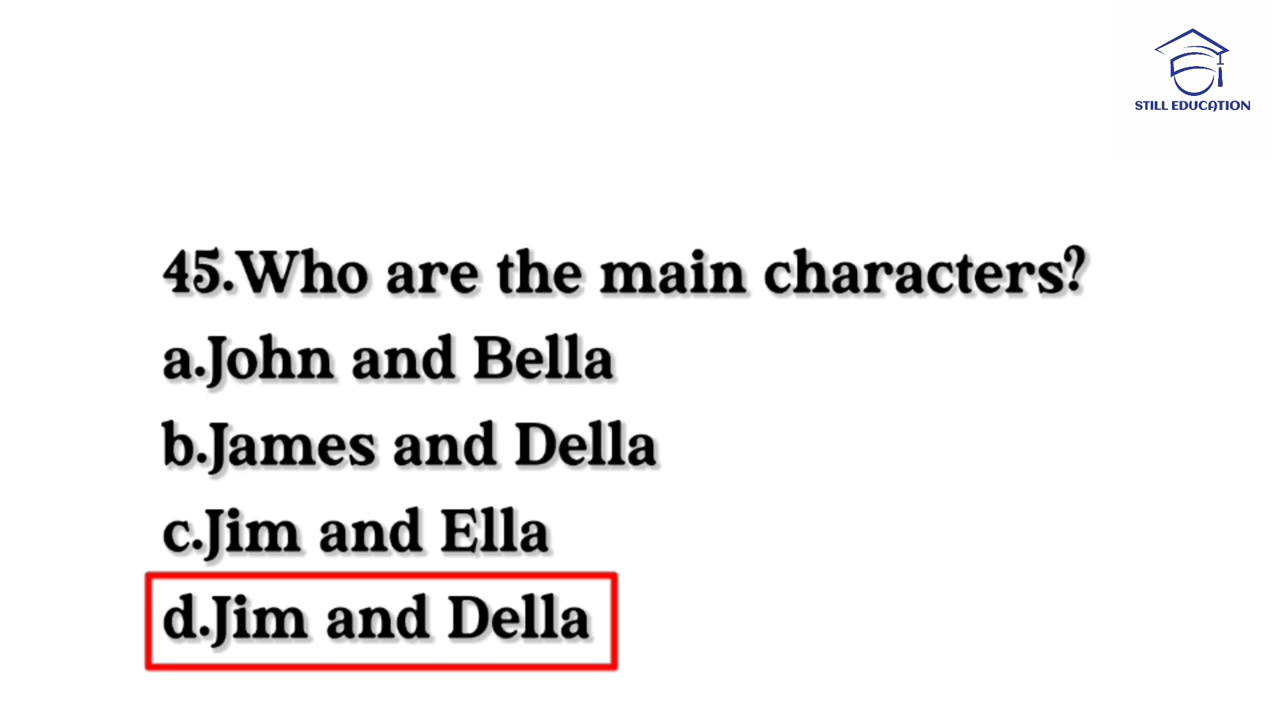 STILL EDUCATION
45.Who are the main characters?
a.John and Bella
b.James and Della
c.Jim and Ella
d.Jim and Della